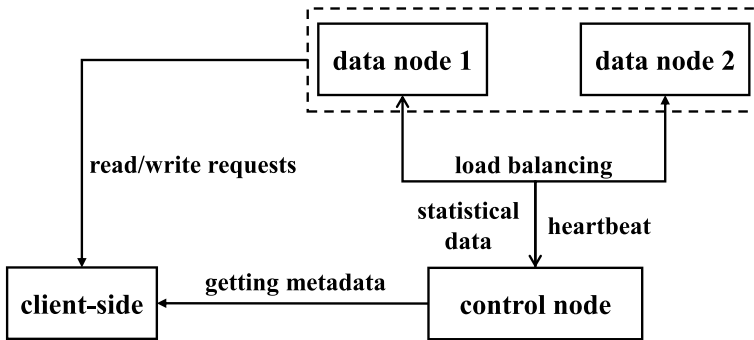 data node 1
data node 2
read/write requests
load balancing
statistical
data
heartbeat
client-side
getting metadata
control node